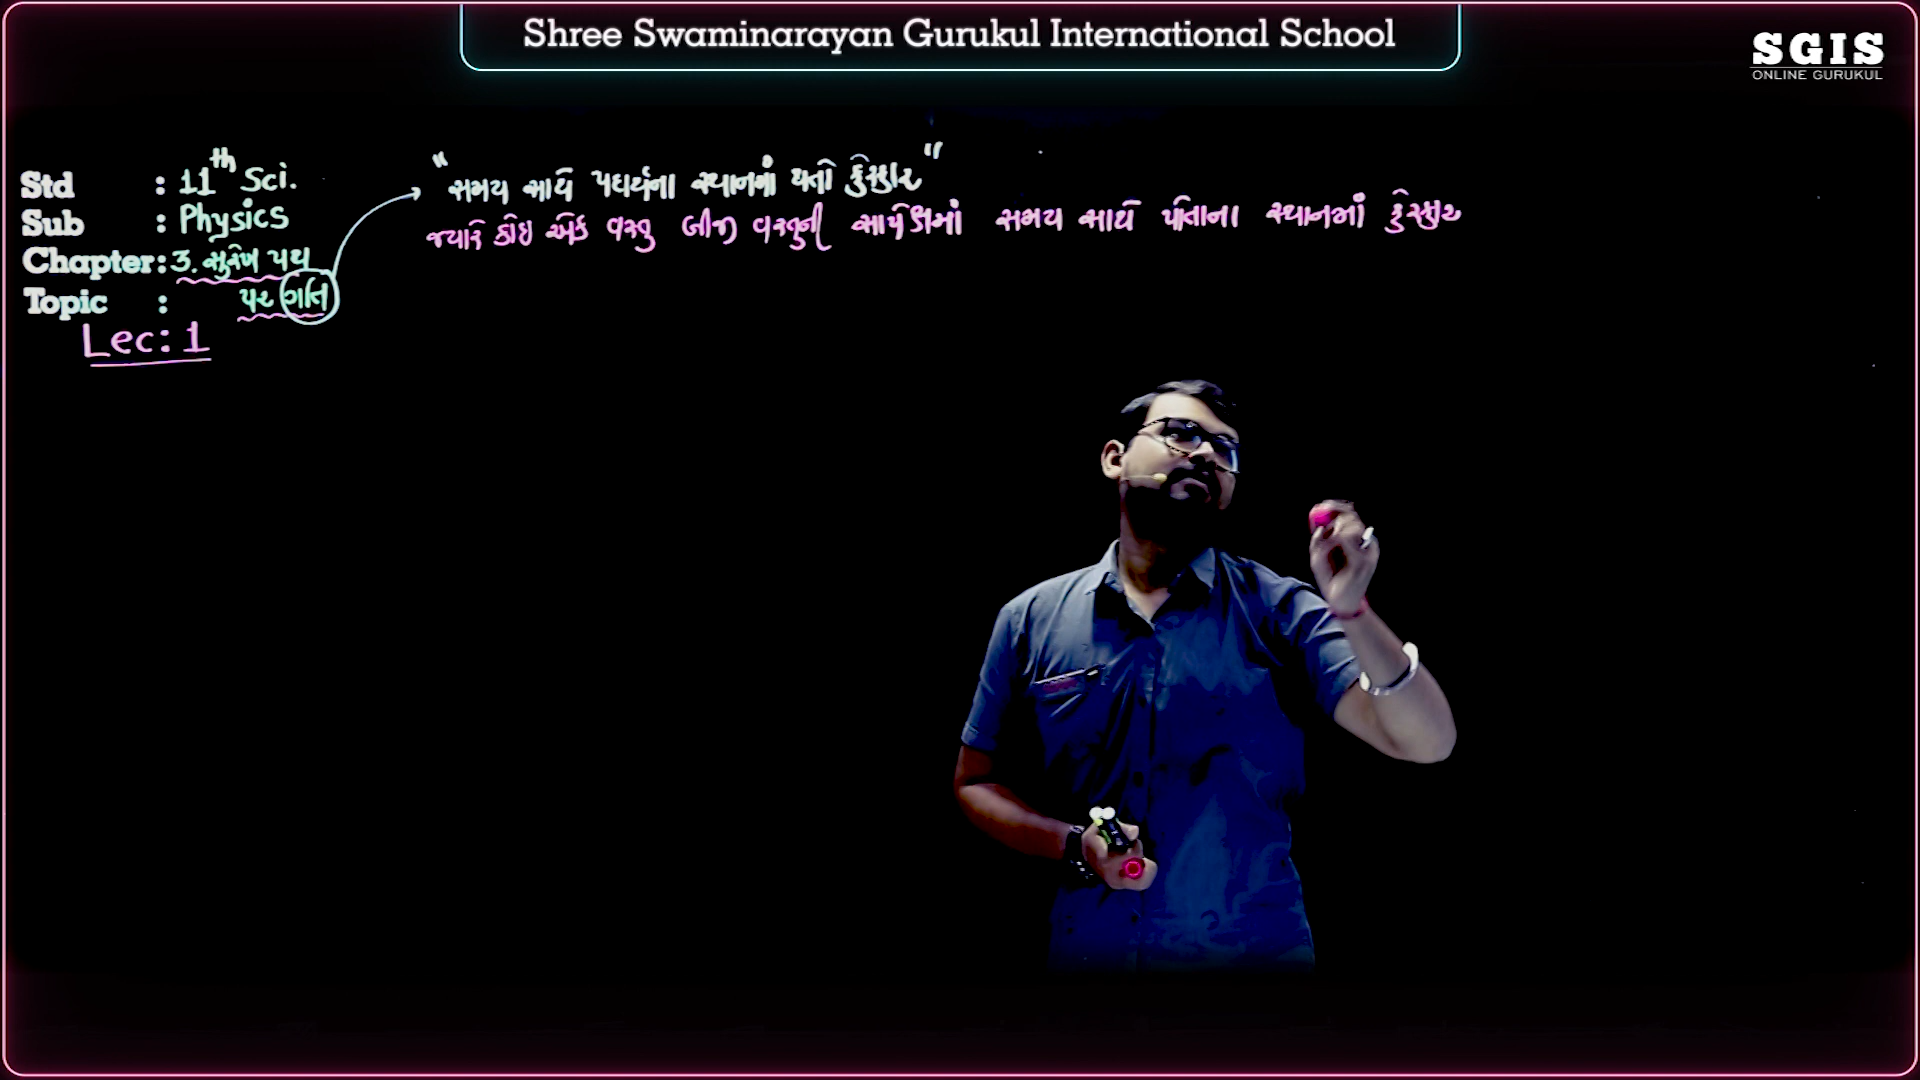 Shree Swaminarayan Gurukul International School
SGIS
ONLINE GURUKUL
Std : 11th Sci.
Sub : Physics
Chapter: 3. સુરેખ પથ
Topic : પર ગતિ
Lec: 1
"સમય સાથે પદાર્થના સ્થાનમાં થતો ફેરફાર"
જ્યારે કોઇ એક વસ્તુ બીજી વસ્તુની સાપેક્ષમાં સમય સાથે પોતાના સ્થાનમાં ફેરફાર